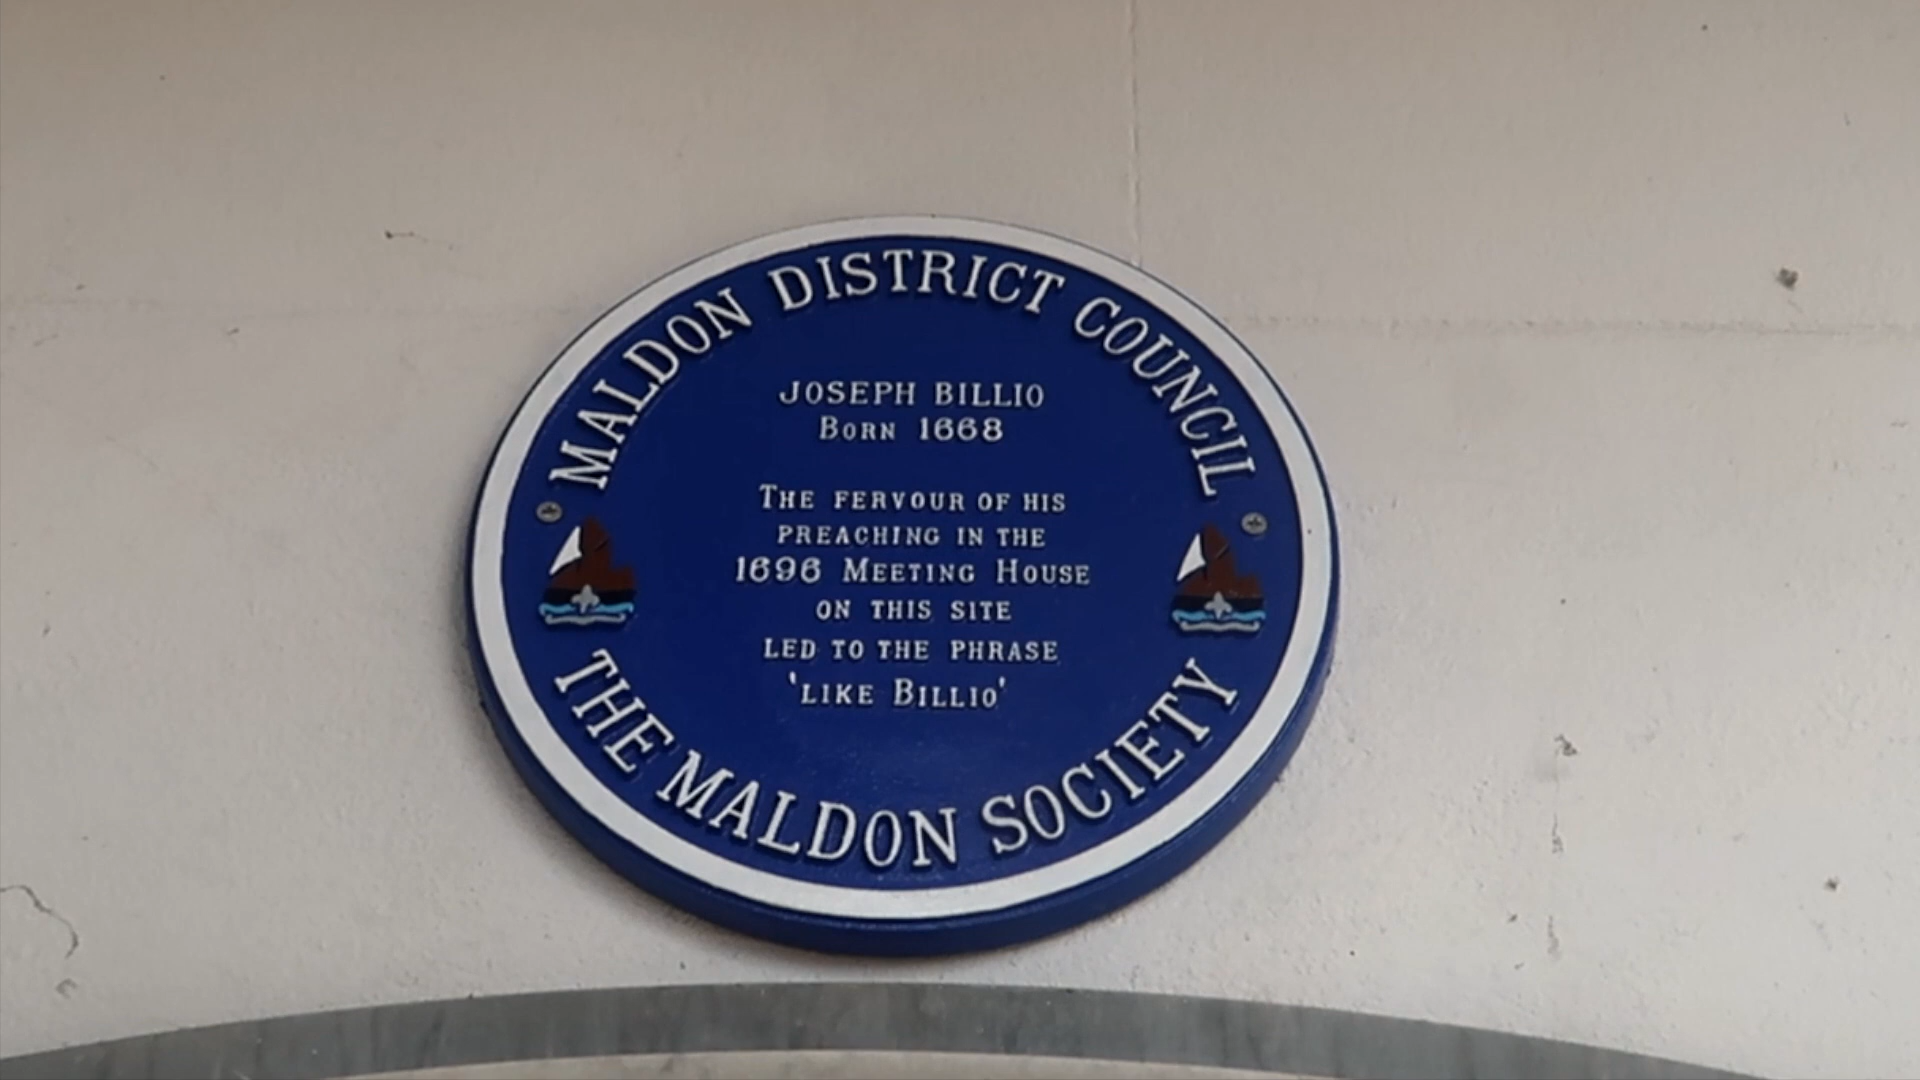 MALDON DISTRICT COUNCIL
JOSEPH BILLIO
BORN 1668
THE FERVOUR OF HIS
PREACHING IN THE
1696 MEETING HOUSE
ON THIS SITE
LED TO THE PHRASE
'LIKE BILLIO'
THE MALDON SOCIETY